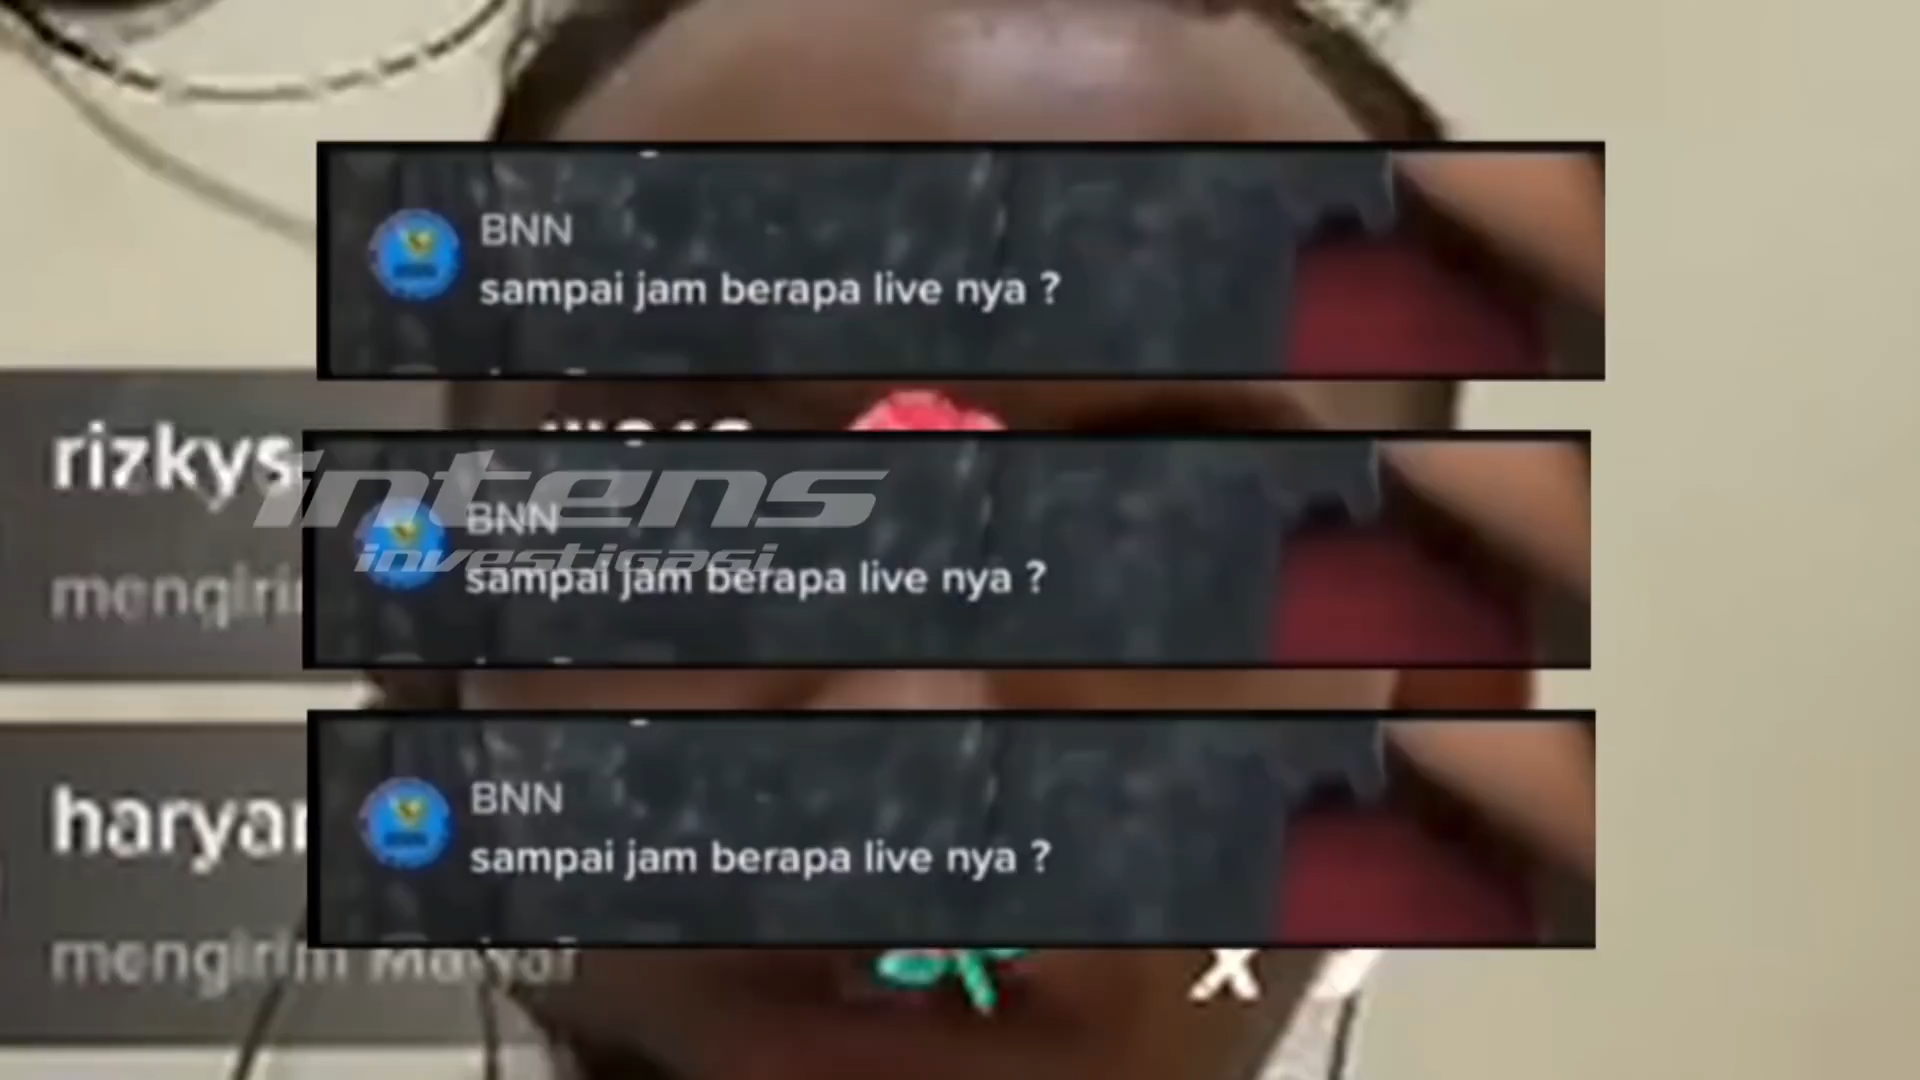 BNN
sampai jam berapa live nya ?
rizkys
intens
investigasi
BNN
sampai jam berapa live nya ?
BNN
sampai jam berapa live nya ?
mengirim Mawar
x